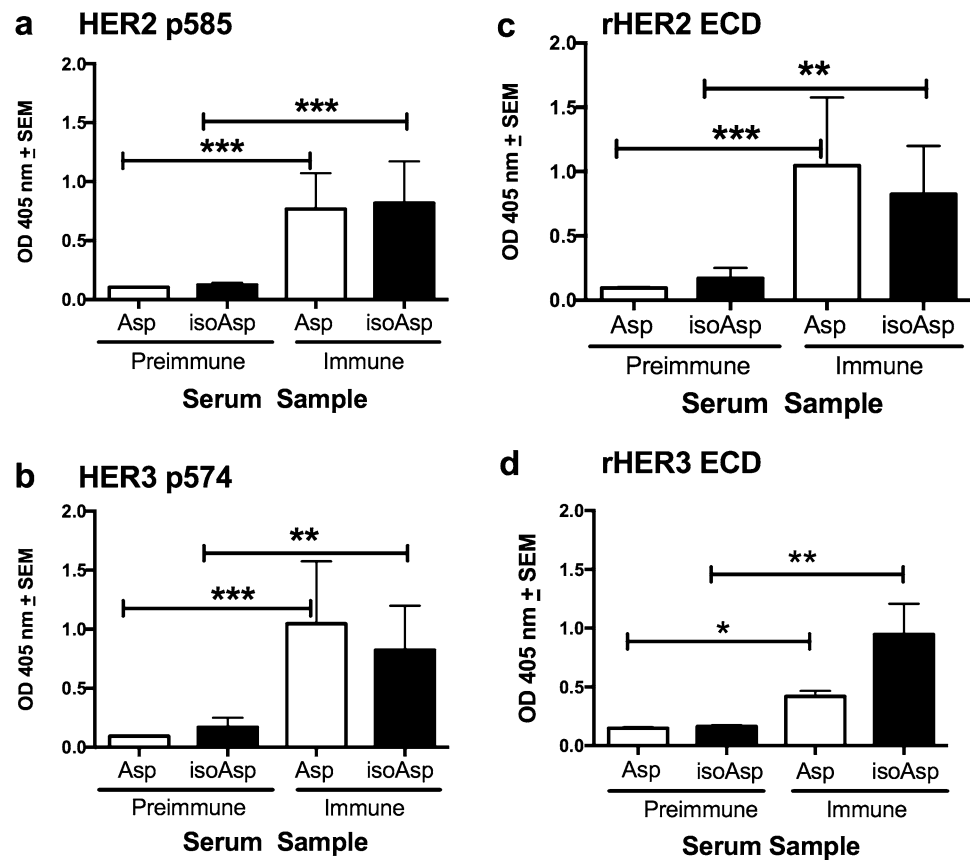 a HER2 p585
OD 405 nm ± SEM
2.0
1.5
1.0
0.5
0.0
***
***
Asp isoAsp Asp isoAsp
Preimmune Immune
Serum Sample
b HER3 p574
OD 405 nm ± SEM
2.0
1.5
1.0
0.5
0.0
**
***
Asp isoAsp Asp isoAsp
Preimmune Immune
Serum Sample
c rHER2 ECD
OD 405 nm ± SEM
2.0
1.5
1.0
0.5
0.0
**
***
Asp isoAsp Asp isoAsp
Preimmune Immune
Serum Sample
d rHER3 ECD
OD 405 nm ± SEM
2.0
1.5
1.0
0.5
0.0
**
*
Asp isoAsp Asp isoAsp
Preimmune Immune
Serum Sample